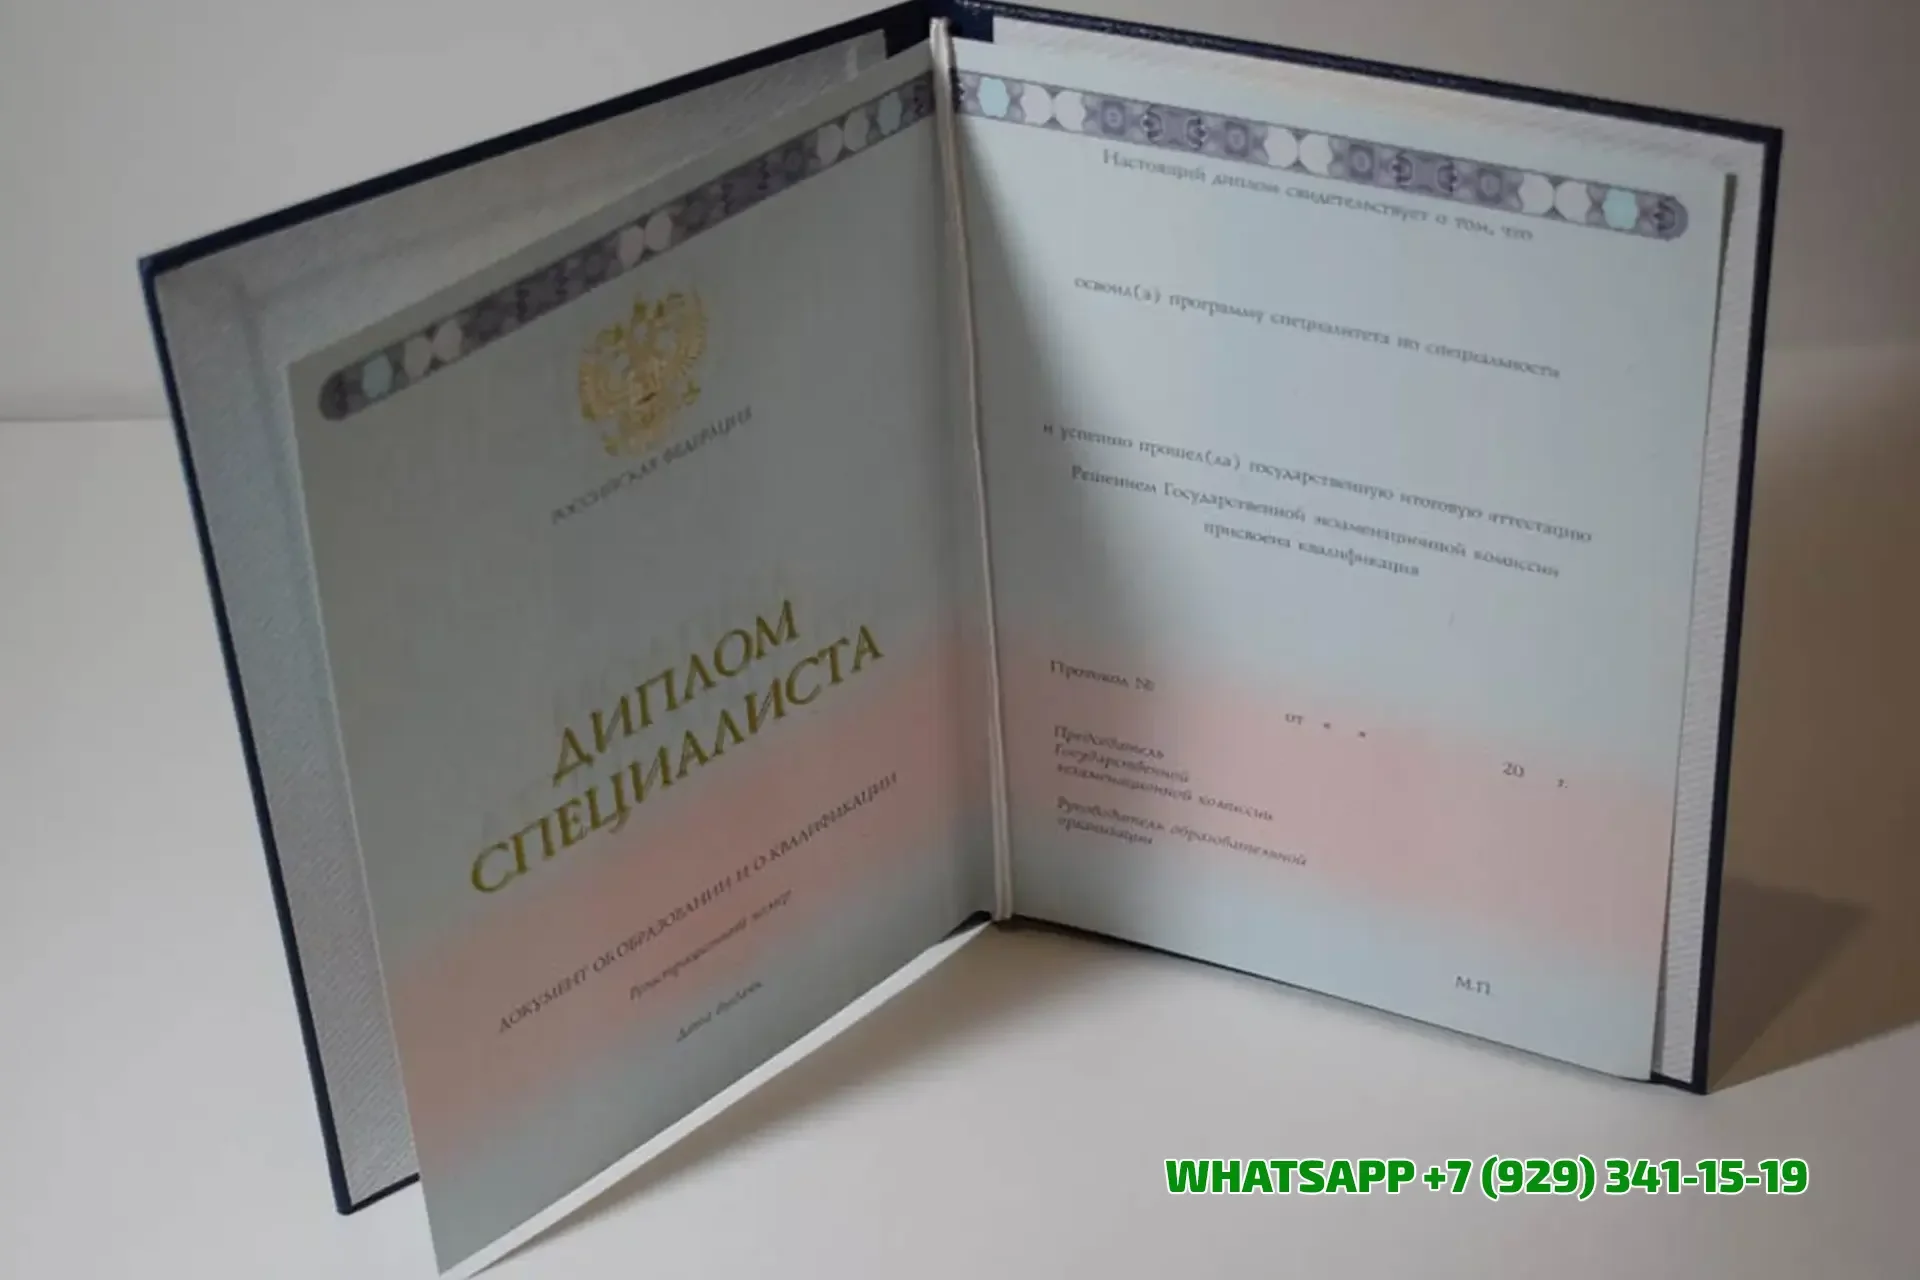 РОССИЙСКАЯ ФЕДЕРАЦИЯ
ДИПЛОМ
СПЕЦИАЛИСТА
ДОКУМЕНТ ОБ ОБРАЗОВАНИИ И О КВАЛИФИКАЦИИ
Регистрационный номер
Дата выдачи
Настоящий диплом свидетельствует о том, что
освоил(а) программу специалитета по специальности
и успешно прошел(ла) государственную итоговую аттестацию
Решением Государственной экзаменационной комиссии
присвоена квалификация
Протокол №
от « »
20 г.
Председатель
Государственной
экзаменационной комиссии
Руководитель образовательной
организации
М.П.
WHATSAPP +7 (929) 341-15-19